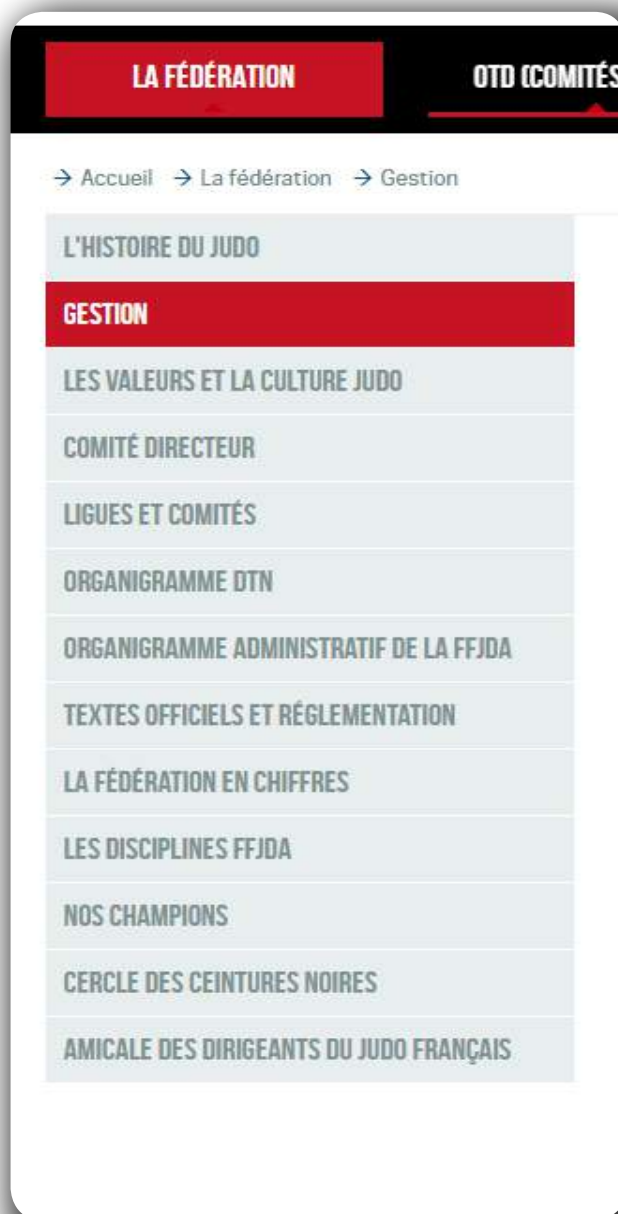 LA FÉDÉRATION OTD (COMITÉS
→ Accueil → La fédération → Gestion
L'HISTOIRE DU JUDO
GESTION
LES VALEURS ET LA CULTURE JUDO
COMITÉ DIRECTEUR
LIGUES ET COMITÉS
ORGANIGRAMME DTN
ORGANIGRAMME ADMINISTRATIF DE LA FFJDA
TEXTES OFFICIELS ET RÉGLEMENTATION
LA FÉDÉRATION EN CHIFFRES
LES DISCIPLINES FFJDA
NOS CHAMPIONS
CERCLE DES CEINTURES NOIRES
AMICALE DES DIRIGEANTS DU JUDO FRANÇAIS